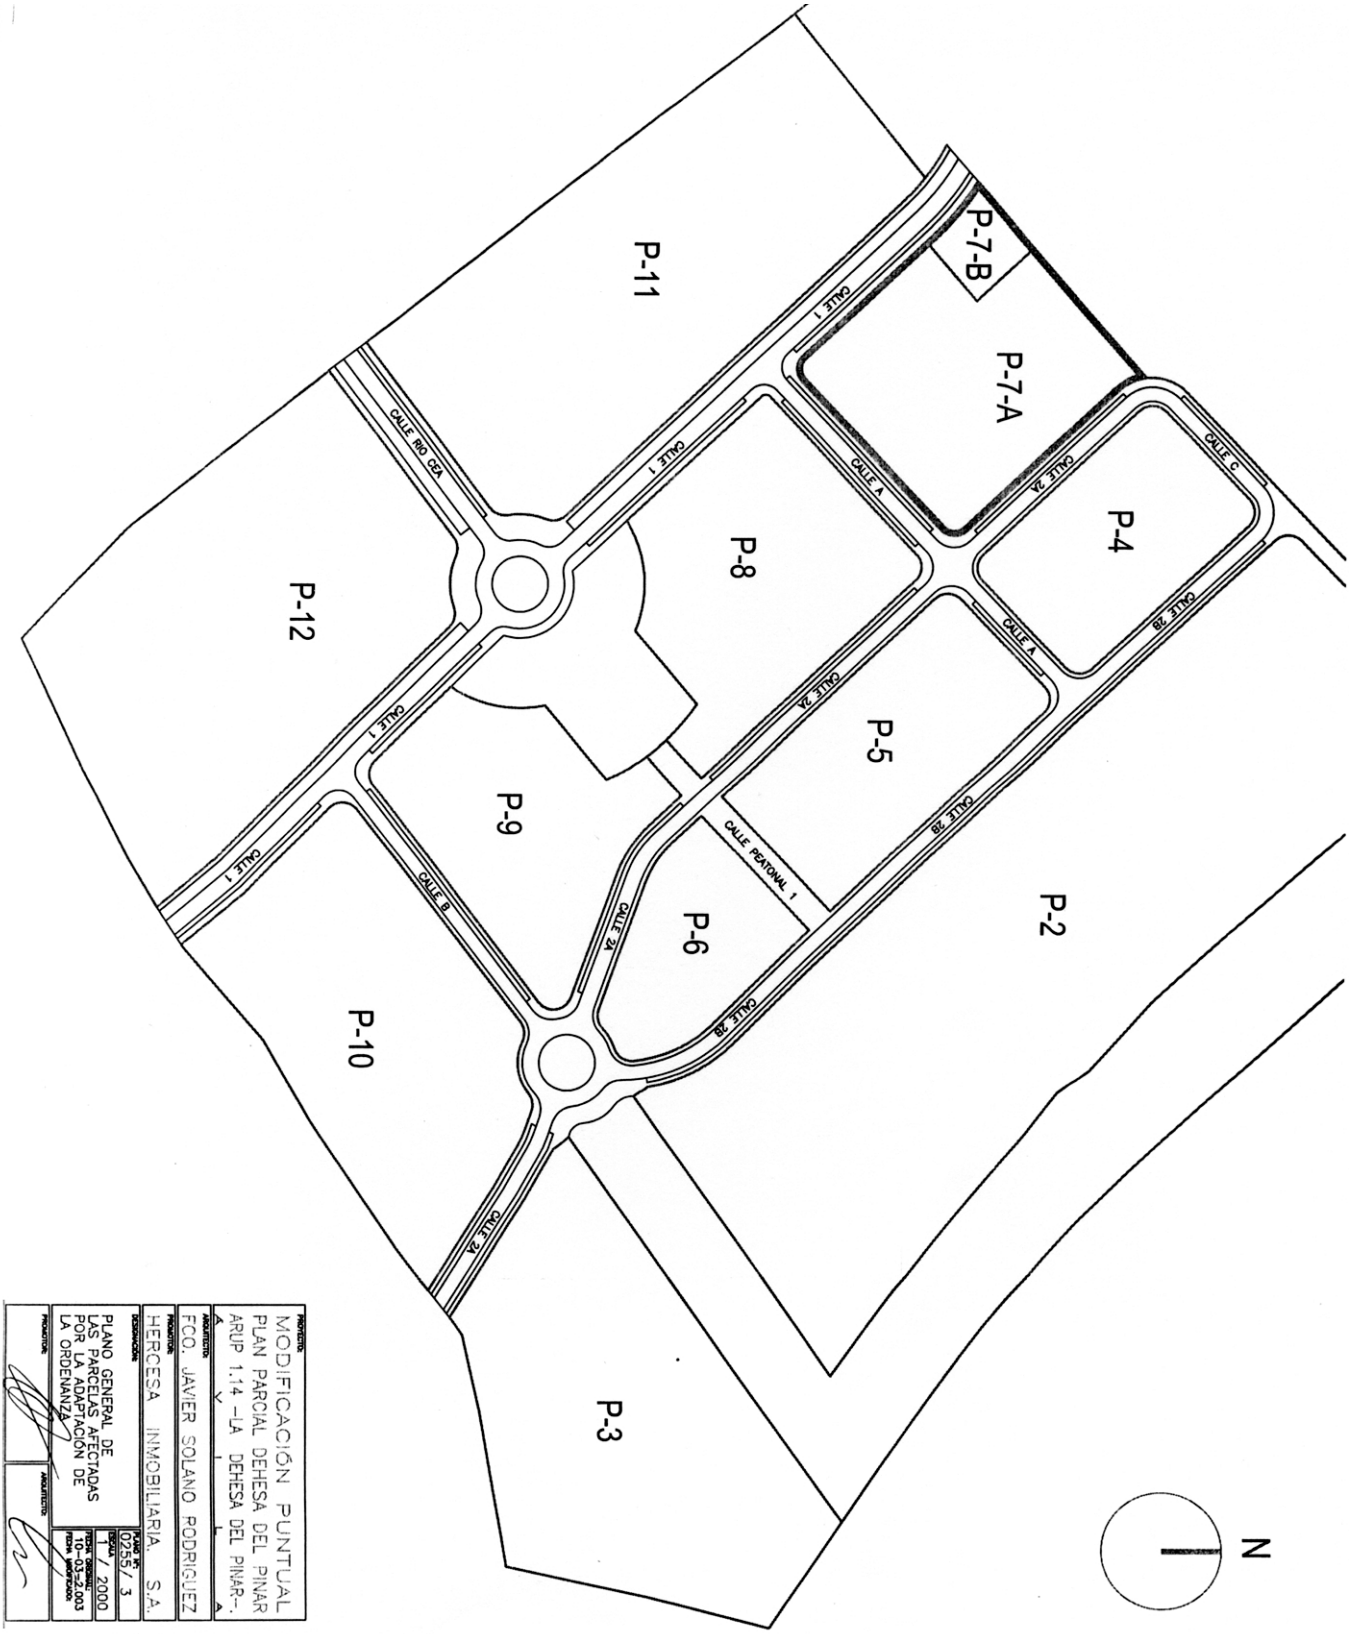 P-11
P-7-B
P-7-A
CALLE 1
CALLE C
CALLE RIO CEA
CALLE 1
CALLE A
CALLE 2A
P-4
P-8
P-12
CALLE A
CALLE 2B
CALLE 1
CALLE 2A
P-5
P-9
CALLE 2B
CALLE PEATONAL 1
CALLE 1
CALLE B
CALLE 2A
P-6
P-2
CALLE 2B
P-10
CALLE 2A
P-3
N
PROYECTO:
MODIFICACIÓN PUNTUAL
PLAN PARCIAL DEHESA DEL PINAR
ARUP 1.14 -LA DEHESA DEL PINAR-.
ARQUITECTO:
FCO. JAVIER SOLANO RODRIGUEZ
PROMOTOR:
HERCESA INMOBILIARIA, S.A.
DESIGNACIÓN:
PLANO GENERAL DE
LAS PARCELAS AFECTADAS
POR LA ADAPTACIÓN DE
LA ORDENANZA
PLANO Nº:
0255/ 3
ESCALA:
1 / 2000
FECHA ORIGINAL:
10-03-2.003
FECHA MODIFICADO:
PROMOTOR:
ARQUITECTO: